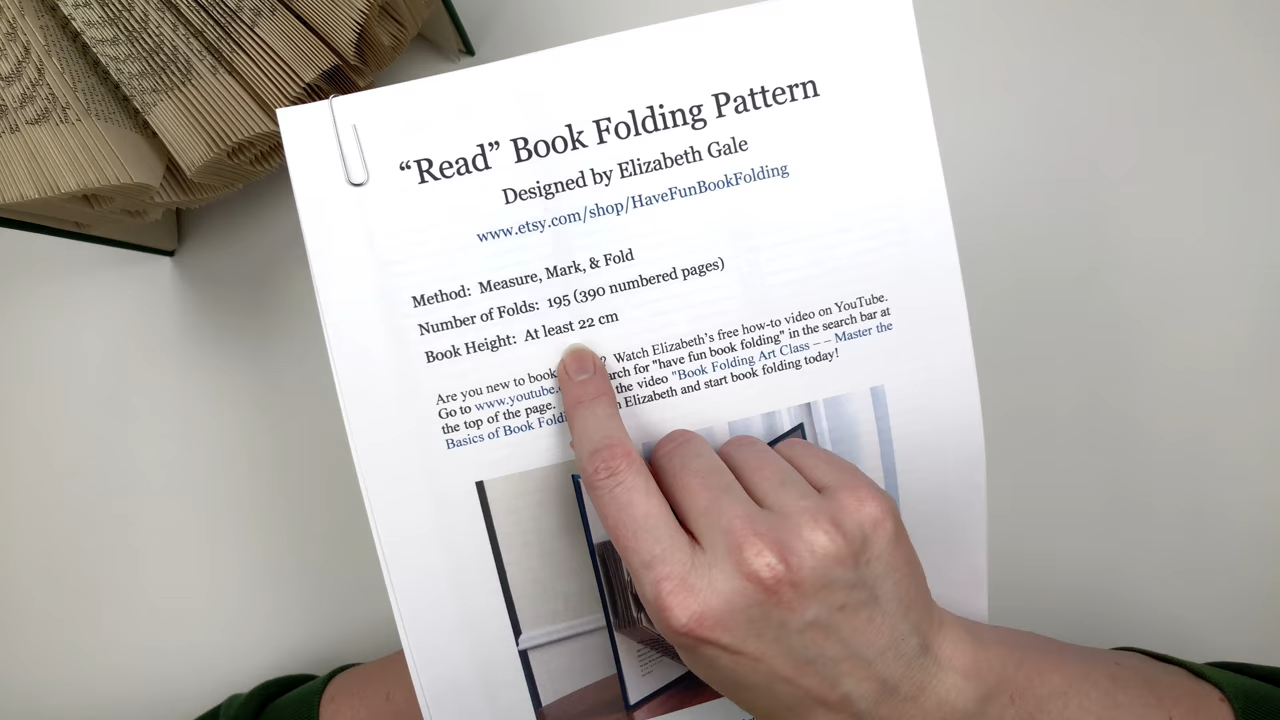 “Read” Book Folding Pattern
Designed by Elizabeth Gale
www.etsy.com/shop/HaveFunBookFolding
Method: Measure, Mark, & Fold
Number of Folds: 195 (390 numbered pages)
Book Height: At least 22 cm
Are you new to book ? Watch Elizabeth’s free how-to video on YouTube.
Go to www.youtube. for "have fun book folding" in the search bar at
the top of the page. the video "Book Folding Art Class – – Master the
Basics of Book Elizabeth and start book folding today!